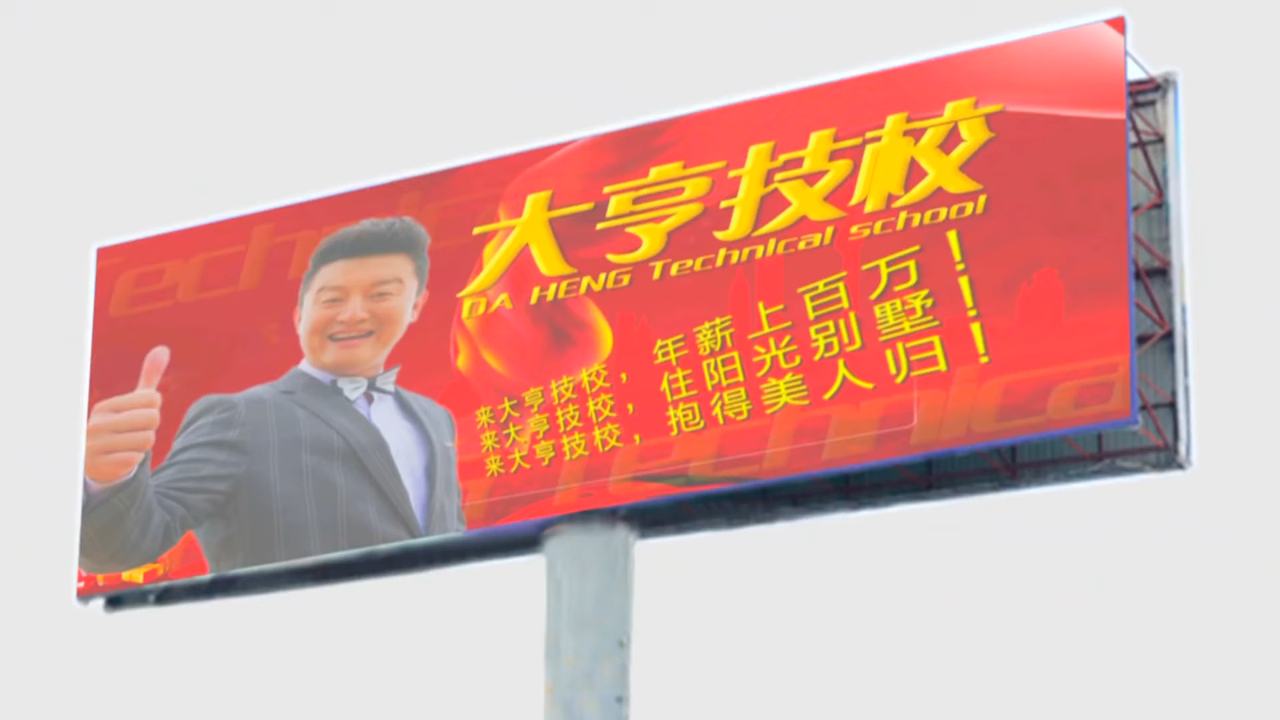 大亨技校
DA HENG Technical school
来大亨技校，年薪上百万！
来大亨技校，住阳光别墅！
来大亨技校，抱得美人归！
Technical
Technical